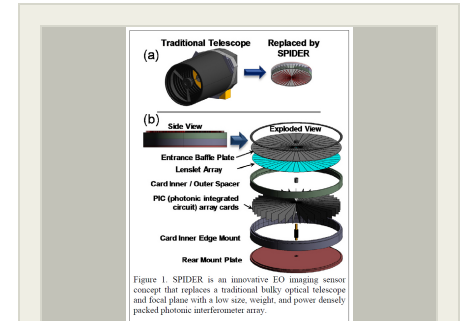 Traditional Telescope
Replaced by
SPIDER
(a)
(b)
Side View
Exploded View
Entrance Baffle Plate
Lenslet Array
Card Inner / Outer Spacer
PIC (photonic integrated
circuit) array cards
Card Inner Edge Mount
Rear Mount Plate
Figure 1. SPIDER is an innovative EO imaging sensor
concept that replaces a traditional bulky optical telescope
and focal plane with a low size, weight, and power densely
packed photonic interferometer array.